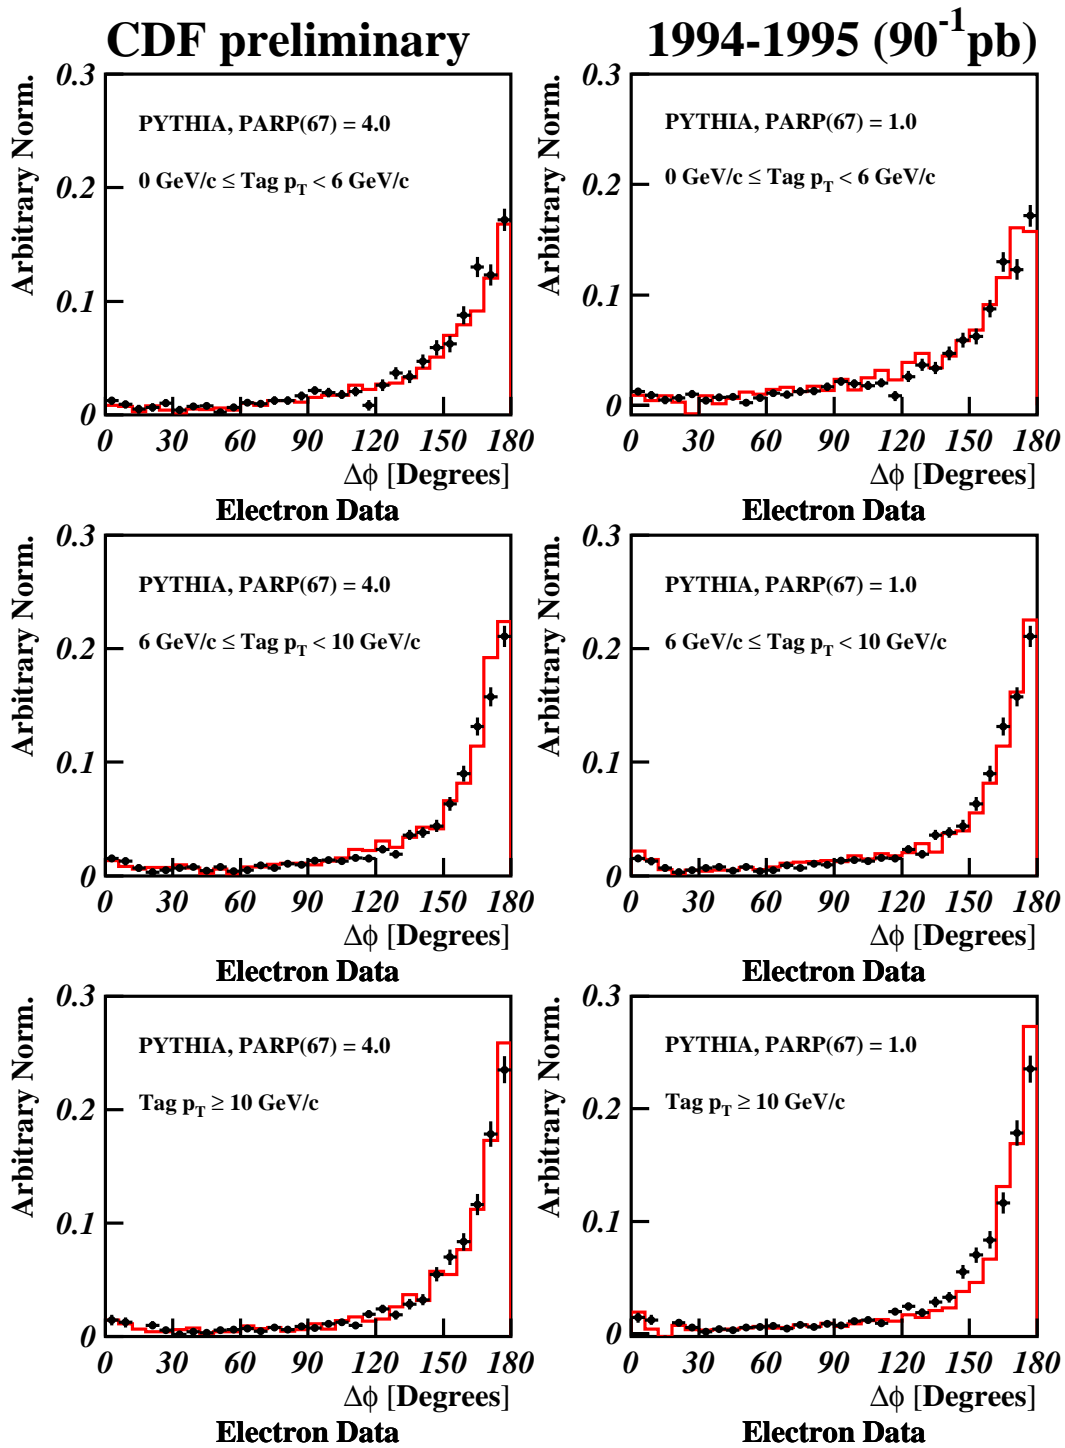 CDF preliminary 1994-1995 (90⁻¹pb)
Arbitrary Norm.
0.3
0.2
0.1
0
PYTHIA, PARP(67) = 4.0
0 GeV/c ≤ Tag p_T < 6 GeV/c
0 30 60 90 120 150 180
Δϕ [Degrees]
Electron Data
Arbitrary Norm.
0.3
0.2
0.1
0
PYTHIA, PARP(67) = 1.0
0 GeV/c ≤ Tag p_T < 6 GeV/c
0 30 60 90 120 150 180
Δϕ [Degrees]
Electron Data
Arbitrary Norm.
0.3
0.2
0.1
0
PYTHIA, PARP(67) = 4.0
6 GeV/c ≤ Tag p_T < 10 GeV/c
0 30 60 90 120 150 180
Δϕ [Degrees]
Electron Data
Arbitrary Norm.
0.3
0.2
0.1
0
PYTHIA, PARP(67) = 1.0
6 GeV/c ≤ Tag p_T < 10 GeV/c
0 30 60 90 120 150 180
Δϕ [Degrees]
Electron Data
Arbitrary Norm.
0.3
0.2
0.1
0
PYTHIA, PARP(67) = 4.0
Tag p_T ≥ 10 GeV/c
0 30 60 90 120 150 180
Δϕ [Degrees]
Electron Data
Arbitrary Norm.
0.3
0.2
0.1
0
PYTHIA, PARP(67) = 1.0
Tag p_T ≥ 10 GeV/c
0 30 60 90 120 150 180
Δϕ [Degrees]
Electron Data